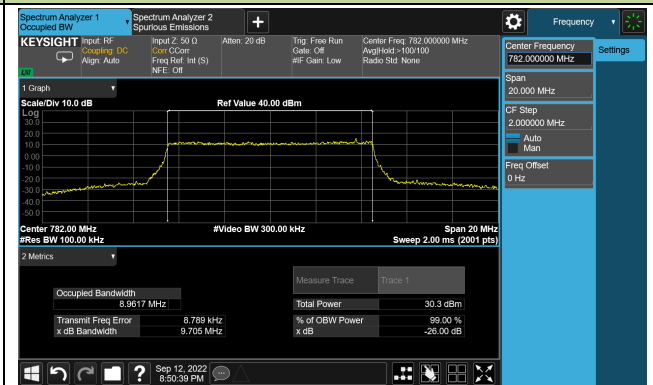 Spectrum Analyzer 1
Occupied BW
Spectrum Analyzer 2
Spurious Emissions
+
Frequency
KEYSIGHT
Input: RF
Coupling: DC
Align: Auto
Input Z: 50 Ω
Corr CCorr
Freq Ref: Int (S)
NFE: Off
Atten: 20 dB
Trig: Free Run
Gate: Off
#IF Gain: Low
Center Freq: 782.000000 MHz
Avg|Hold:>100/100
Radio Std: None
Center Frequency
782.000000 MHz
Settings
Span
20.000 MHz
CF Step
2.000000 MHz
Auto
Man
Freq Offset
0 Hz
1 Graph
Scale/Div 10.0 dB
Ref Value 40.00 dBm
Log
30.0
20.0
10.0
0.00
-10.0
-20.0
-30.0
-40.0
-50.0
Center 782.00 MHz
#Video BW 300.00 kHz
Span 20 MHz
#Res BW 100.00 kHz
Sweep 2.00 ms (2001 pts)
2 Metrics
Measure Trace
Trace 1
Occupied Bandwidth
8.9617 MHz
Total Power
30.3 dBm
Transmit Freq Error
8.789 kHz
% of OBW Power
99.00 %
x dB Bandwidth
9.705 MHz
x dB
-26.00 dB
?
Sep 12, 2022
8:50:39 PM